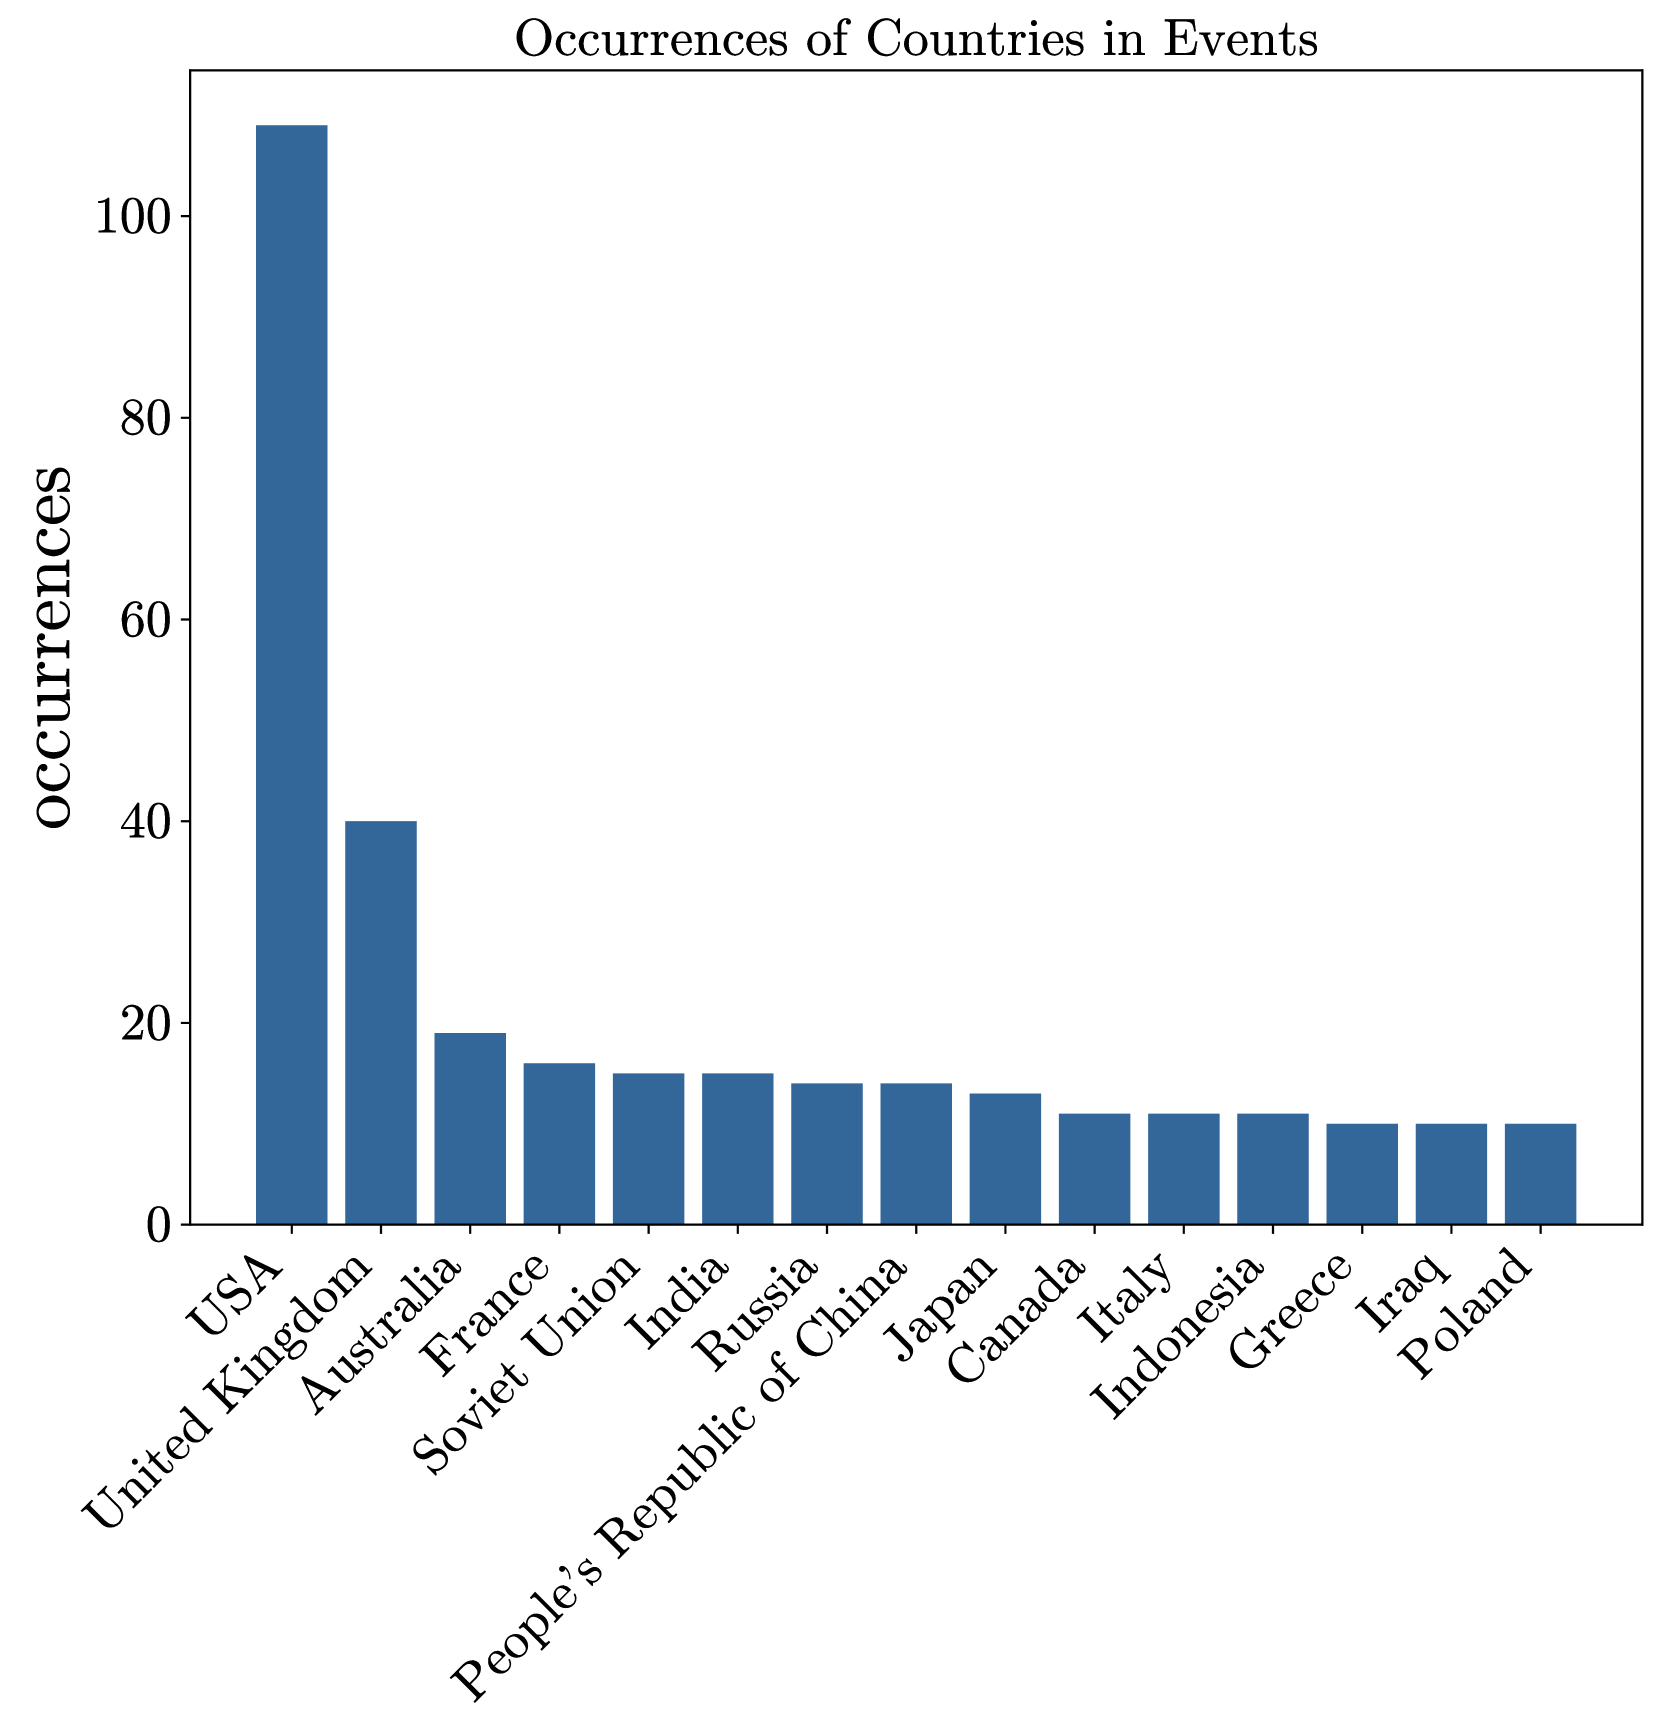 Occurrences of Countries in Events
occurrences
100
80
60
40
20
0
USA
United Kingdom
Australia
France
Soviet Union
India
Russia
People's Republic of China
Japan
Canada
Italy
Indonesia
Greece
Iraq
Poland